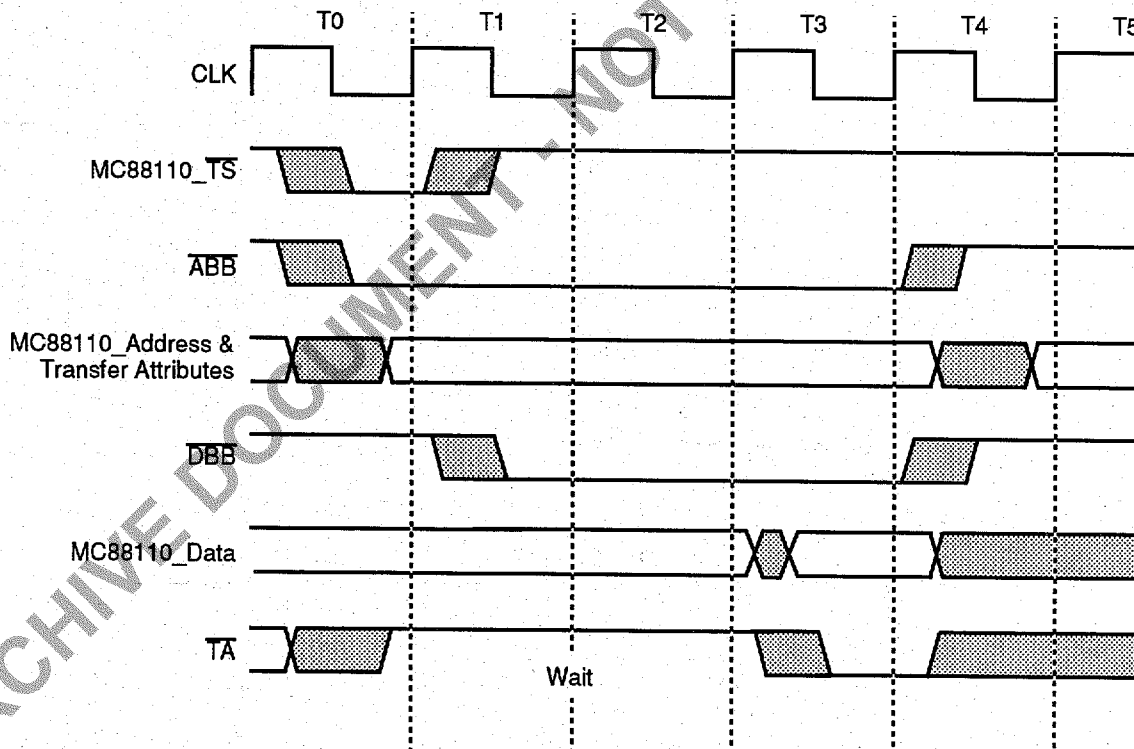 T0 T1 T2 T3 T4 T5
CLK
MC88110_TS
ABB
MC88110_Address &
Transfer Attributes
DBB
MC88110_Data
TA
Wait
ARCHIVE DOCUMENT - NOT